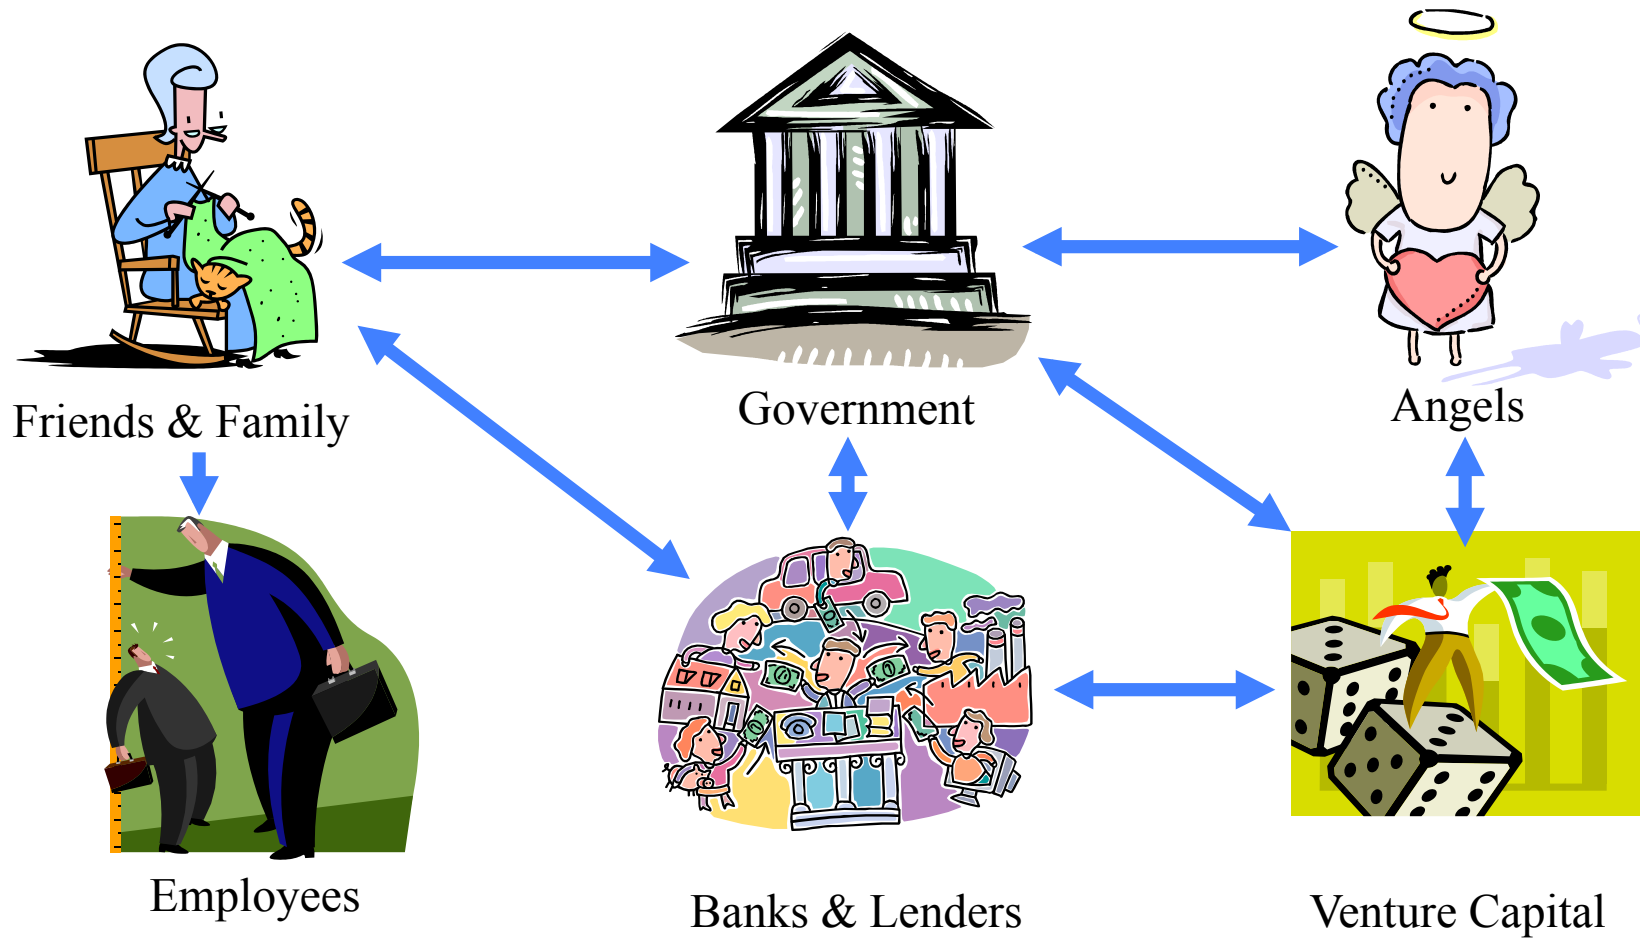 Friends & Family
Government
Angels
Employees
Banks & Lenders
Venture Capital